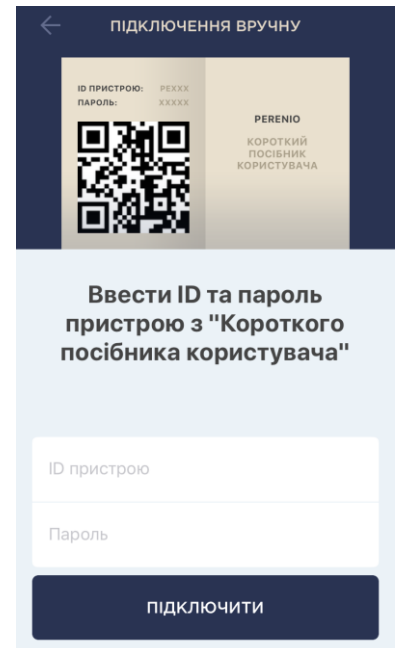 ПІДКЛЮЧЕННЯ ВРУЧНУ
ID ПРИСТРОЮ: PEXXX
ПАРОЛЬ: XXXXX
PERENIO
КОРОТКИЙ
ПОСІБНИК
КОРИСТУВАЧА
Ввести ID та пароль
пристрою з "Короткого
посібника користувача"
ID пристрою
Пароль
ПІДКЛЮЧИТИ